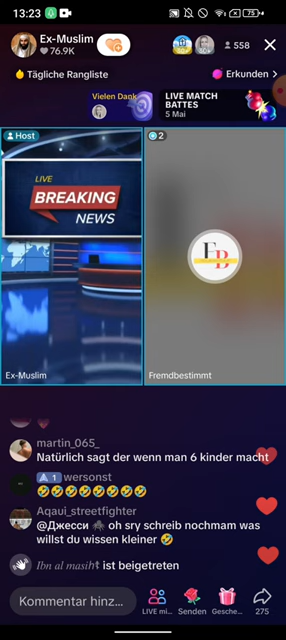 13:23
75
Ex-Muslim
76.9K
558
Tägliche Rangliste
Erkunden >
Vielen Dank
LIVE MATCH
BATTES
5 Mai
Host
2
LIVE
BREAKING
NEWS
FB
Ex-Muslim
Fremdbestimmt
martin_065_
Natürlich sagt der wenn man 6 kinder macht
A 1 wersonst
🤣🤣🤣🤣🤣🤣🤣🤣
Aqaui_streetfighter
@Джесси 🕷 oh sry schreib nochmam was
willst du wissen kleiner 🤣
Ibn al masih☦ ist beigetreten
Kommentar hinz...
LIVE mi...
Senden
Gesche...
275